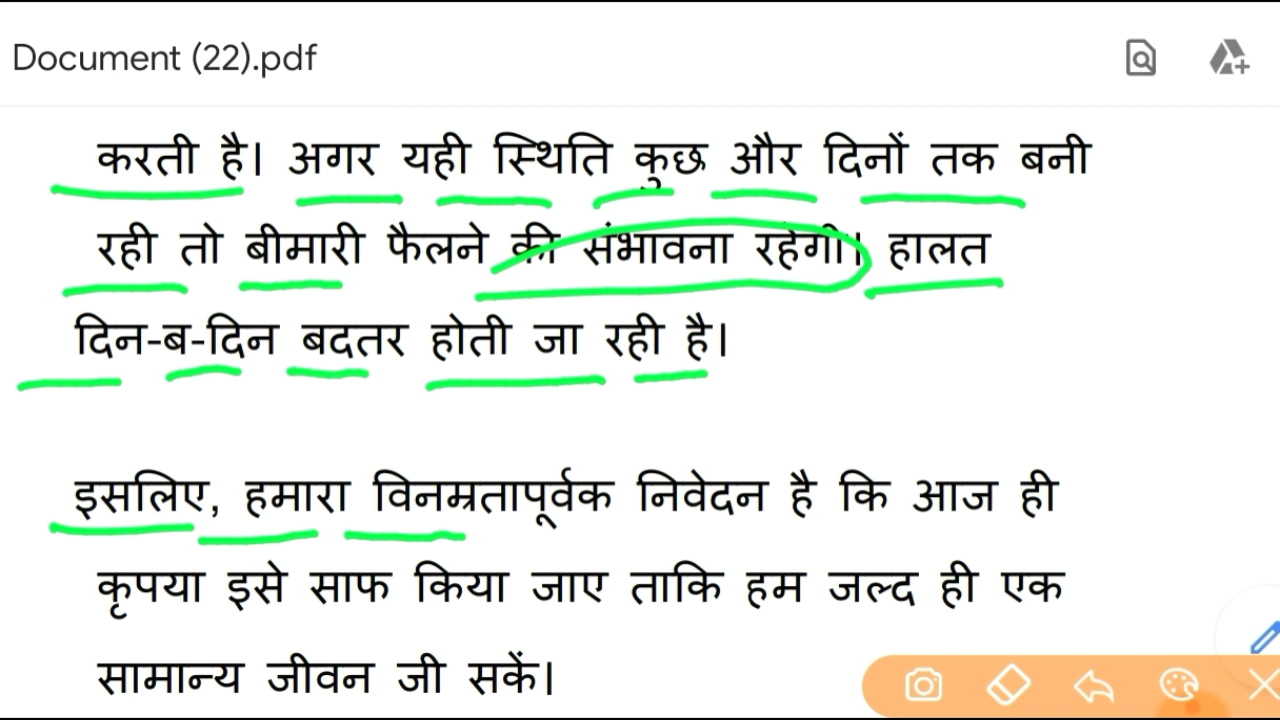 Document (22).pdf
करती है। अगर यही स्थिति कुछ और दिनों तक बनी
रही तो बीमारी फैलने की संभावना रहेगी। हालत
दिन-ब-दिन बदतर होती जा रही है।
इसलिए, हमारा विनम्रतापूर्वक निवेदन है कि आज ही
कृपया इसे साफ किया जाए ताकि हम जल्द ही एक
सामान्य जीवन जी सकें।